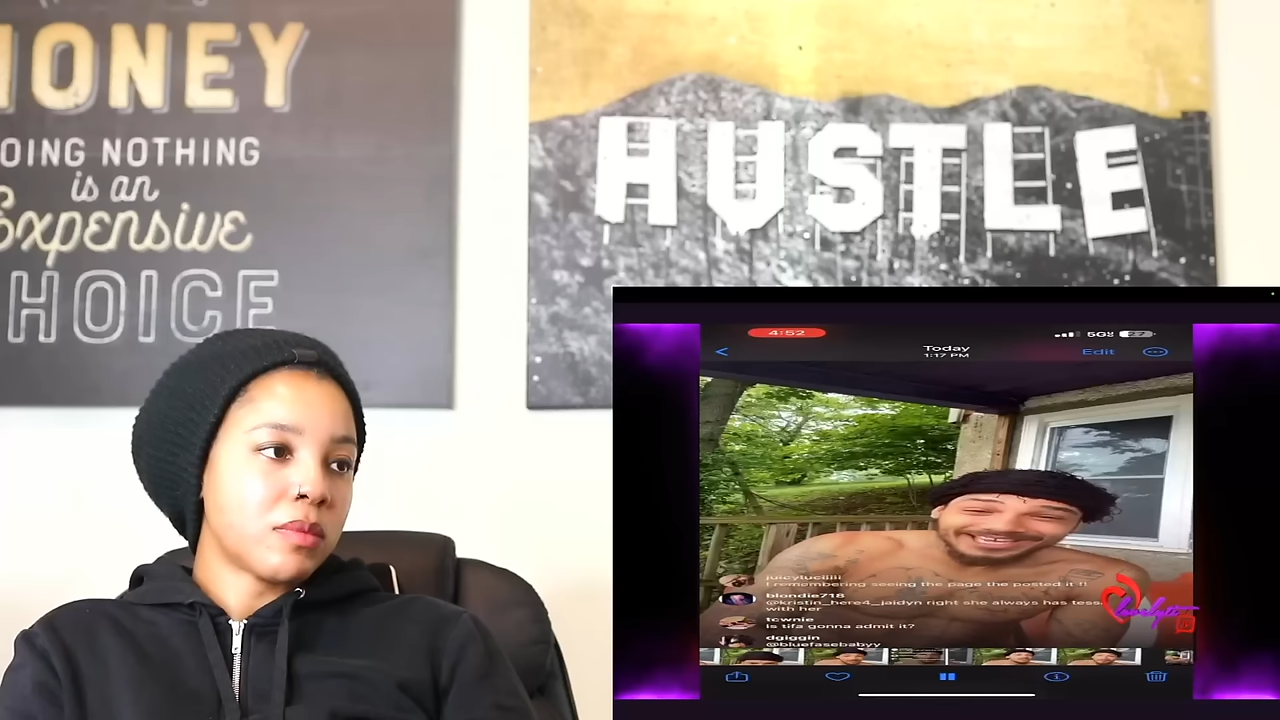 MONEY
DOING NOTHING
is an
Expensive
CHOICE
HUSTLE
4:52
5G
Today
1:17 PM
Edit
juicyluciiiii
I remembering seeing the page the posted it !!
blondie718
@kristin_here4_jaidyn right she always has tess
with her
tcwnie
is tifa gonna admit it?
dgiggin
@bluefasebabyy